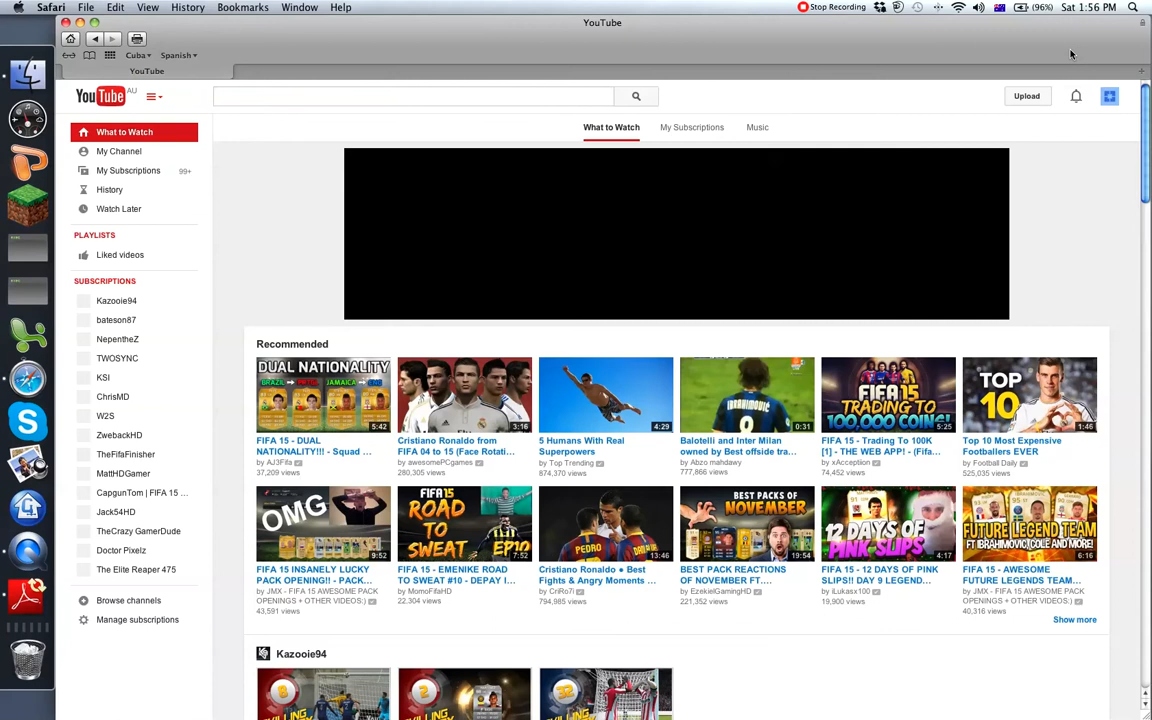 Safari File Edit View History Bookmarks Window Help
Stop Recording (96%) Sat 1:56 PM
YouTube
Cuba Spanish
YouTube
YouTube AU
Upload
What to Watch My Subscriptions Music
What to Watch
My Channel
My Subscriptions 99+
History
Watch Later
PLAYLISTS
Liked videos
SUBSCRIPTIONS
Kazooie94
bateson87
NepentheZ
TWOSYNC
KSI
ChrisMD
W2S
ZwebackHD
TheFifaFinisher
MattHDGamer
CapgunTom | FIFA 15 ...
Jack54HD
TheCrazy GamerDude
Doctor Pixelz
The Elite Reaper 475
Browse channels
Manage subscriptions
Recommended
DUAL
NATIONALITY
BRAZIL
JAMAICA
5:42
FIFA 15 - DUAL
NATIONALITY!!! - Squad ...
by AJ3Fifa
37,209 views
3:16
Cristiano Ronaldo from
FIFA 04 to 15 (Face Rotati...
by awesomePCgames
280,305 views
4:29
5 Humans With Real
Superpowers
by Top Trending
874,370 views
IBRAHIMOVIĆ
0:31
Balotelli and Inter Milan
owned by Best offside tra...
by Abzo mahdawy
777,866 views
FIFA 15
TRADING TO
100,000 COINS!
5:25
FIFA 15 - Trading To 100K
[1] - THE WEB APP! - (Fifa...
by xAcception
74,452 views
TOP
10
1:46
Top 10 Most Expensive
Footballers EVER
by Football Daily
525,035 views
OMG
9:52
FIFA 15 INSANELY LUCKY
PACK OPENING!! - PACK...
by JMX - FIFA 15 AWESOME PACK
OPENINGS + OTHER VIDEOS:)
43,591 views
FIFA 15
ROAD
TO
SWEAT
EP10
7:52
FIFA 15 - EMENIKE ROAD
TO SWEAT #10 - DEPAY I...
by MomoFifaHD
22,304 views
PEDRO
13:46
Cristiano Ronaldo ● Best
Fights & Angry Moments ...
by CriRo7i
794,985 views
BEST PACKS
OF NOVEMBER
19:54
BEST PACK REACTIONS
OF NOVEMBER FT....
by EzekielGamingHD
221,352 views
12 DAYS OF
PINK SLIPS
4:17
FIFA 15 - 12 DAYS OF PINK
SLIPS!! DAY 9 LEGEND...
by iLukasx100
19,900 views
FUTURE LEGEND TEAM
FT IBRAHIMOVIC, COLE AND MORE!
6:16
FIFA 15 - AWESOME
FUTURE LEGENDS TEAM...
by JMX - FIFA 15 AWESOME PACK
OPENINGS + OTHER VIDEOS:)
40,316 views
Show more
Kazooie94
8
2
32